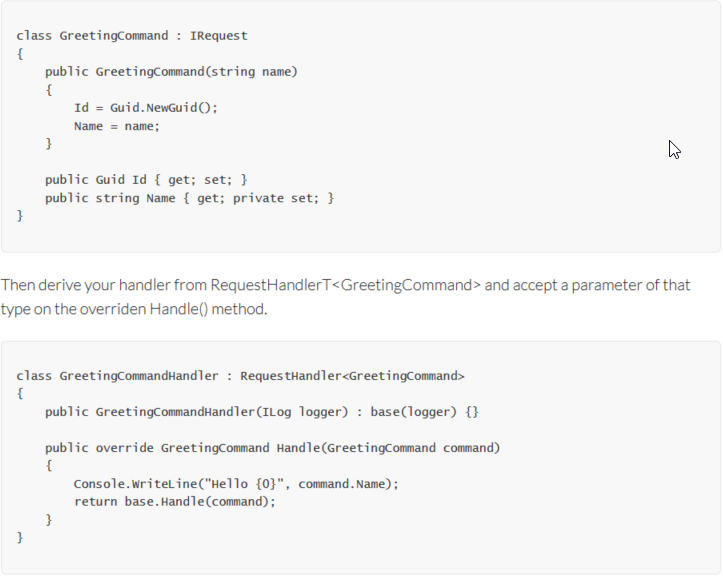 class GreetingCommand : IRequest
{
    public GreetingCommand(string name)
    {
        Id = Guid.NewGuid();
        Name = name;
    }

    public Guid Id { get; set; }
    public string Name { get; private set; }
}
Then derive your handler from RequestHandlerT<GreetingCommand> and accept a parameter of that
type on the overriden Handle() method.
class GreetingCommandHandler : RequestHandler<GreetingCommand>
{
    public GreetingCommandHandler(ILog logger) : base(logger) {}

    public override GreetingCommand Handle(GreetingCommand command)
    {
        Console.WriteLine("Hello {0}", command.Name);
        return base.Handle(command);
    }
}